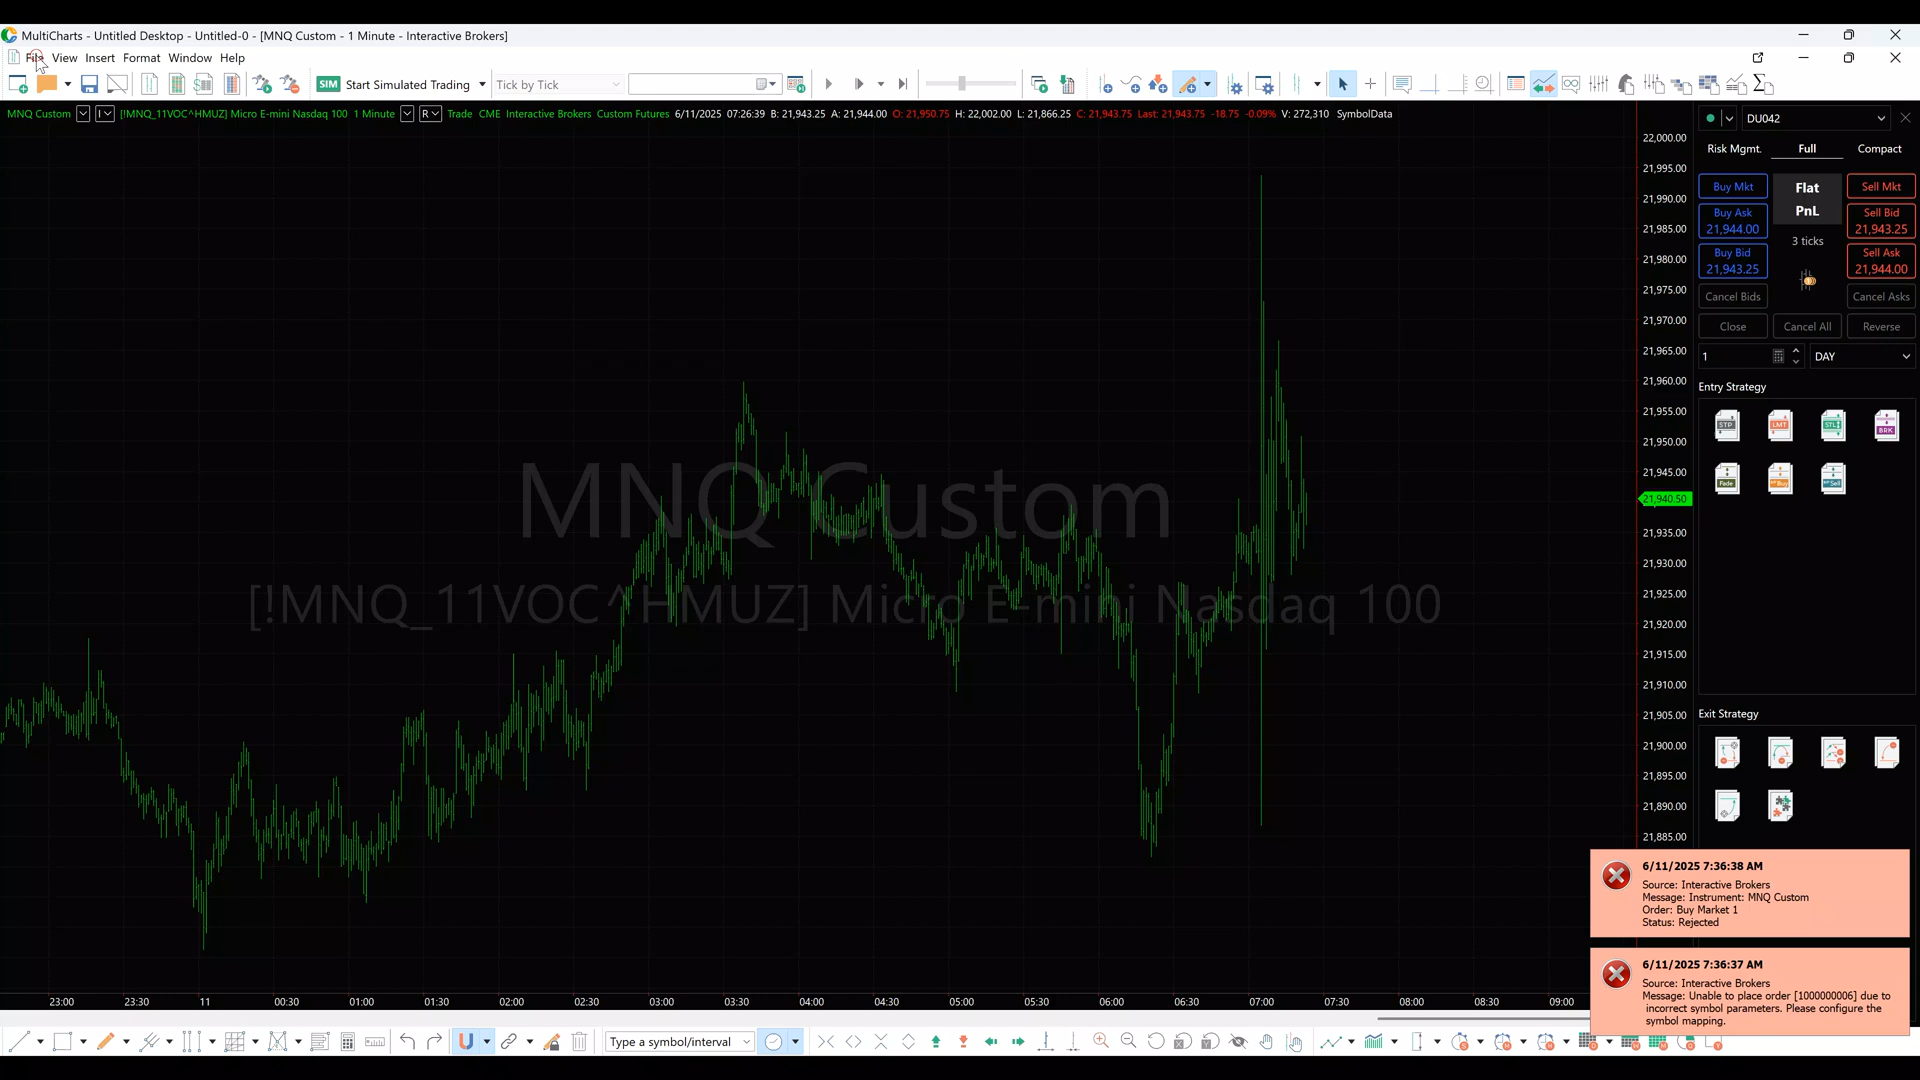 MultiCharts - Untitled Desktop - Untitled-0 - [MNQ Custom - 1 Minute - Interactive Brokers]
File View Insert Format Window Help
SIM Start Simulated Trading Tick by Tick
MNQ Custom I [!MNQ_11VOC^HMUZ] Micro E-mini Nasdaq 100 1 Minute R Trade CME Interactive Brokers Custom Futures 6/11/2025 07:26:39 B: 21,943.25 A: 21,944.00 O: 21,950.75 H: 22,002.00 L: 21,866.25 C: 21,943.75 Last: 21,943.75 -18.75 -0.09% V: 272,310 SymbolData
MNQ Custom
[!MNQ_11VOC^HMUZ] Micro E-mini Nasdaq 100
22,000.00
21,995.00
21,990.00
21,985.00
21,980.00
21,975.00
21,970.00
21,965.00
21,960.00
21,955.00
21,950.00
21,945.00
21,940.50
21,935.00
21,930.00
21,925.00
21,920.00
21,915.00
21,910.00
21,905.00
21,900.00
21,895.00
21,890.00
21,885.00
23:00 23:30 11 00:30 01:00 01:30 02:00 02:30 03:00 03:30 04:00 04:30 05:00 05:30 06:00 06:30 07:00 07:30 08:00 08:30 09:00
DU042
Risk Mgmt. Full Compact
Buy Mkt Flat Sell Mkt
PnL
Buy Ask Sell Bid
21,944.00 21,943.25
3 ticks
Buy Bid Sell Ask
21,943.25 21,944.00
Cancel Bids Cancel Asks
Close Cancel All Reverse
1 DAY
Entry Strategy
STP LMT STL BRK
Fade Buy Sell
Exit Strategy
6/11/2025 7:36:38 AM
Source: Interactive Brokers
Message: Instrument: MNQ Custom
Order: Buy Market 1
Status: Rejected
6/11/2025 7:36:37 AM
Source: Interactive Brokers
Message: Unable to place order [1000000006] due to
incorrect symbol parameters. Please configure the
symbol mapping.
Type a symbol/interval